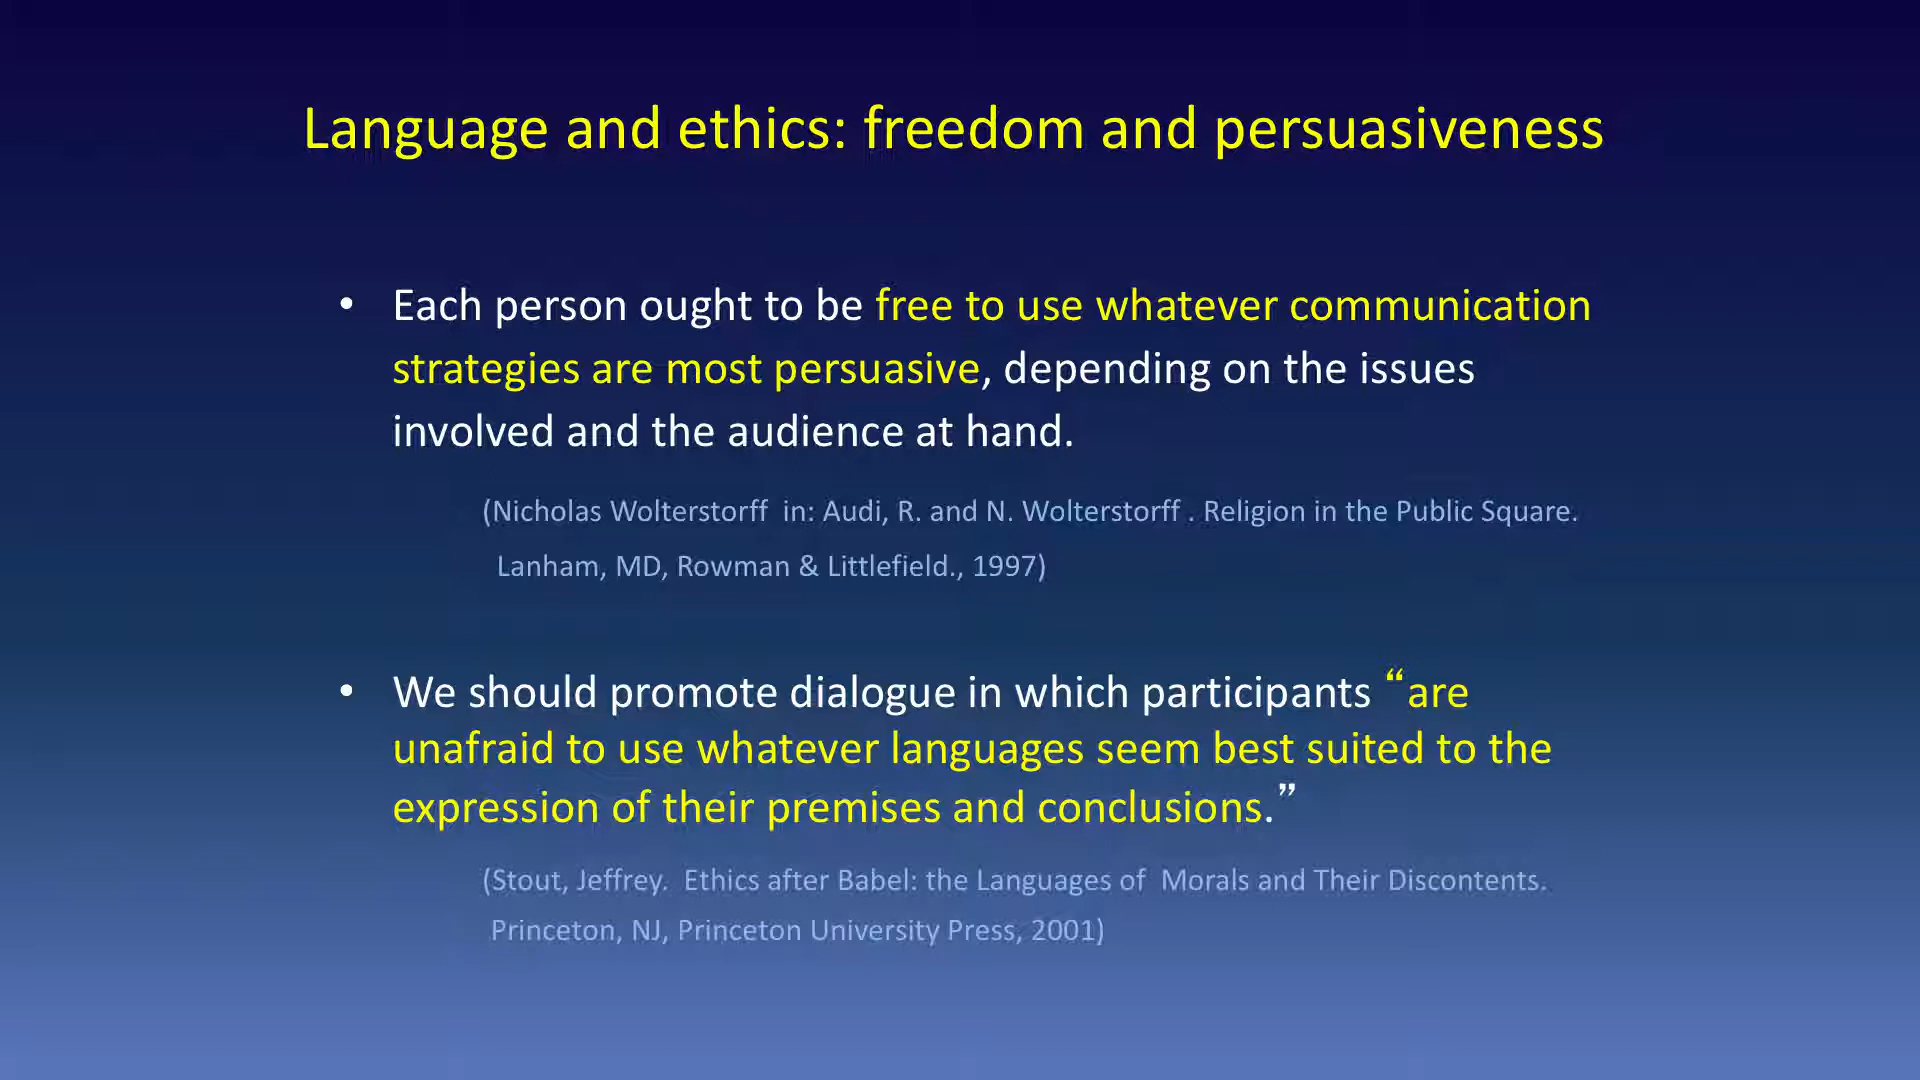 Language and ethics: freedom and persuasiveness
• Each person ought to be free to use whatever communication
strategies are most persuasive, depending on the issues
involved and the audience at hand.
(Nicholas Wolterstorff in: Audi, R. and N. Wolterstorff . Religion in the Public Square.
Lanham, MD, Rowman & Littlefield., 1997)
• We should promote dialogue in which participants “are
unafraid to use whatever languages seem best suited to the
expression of their premises and conclusions.”
(Stout, Jeffrey. Ethics after Babel: the Languages of Morals and Their Discontents.
Princeton, NJ, Princeton University Press, 2001)